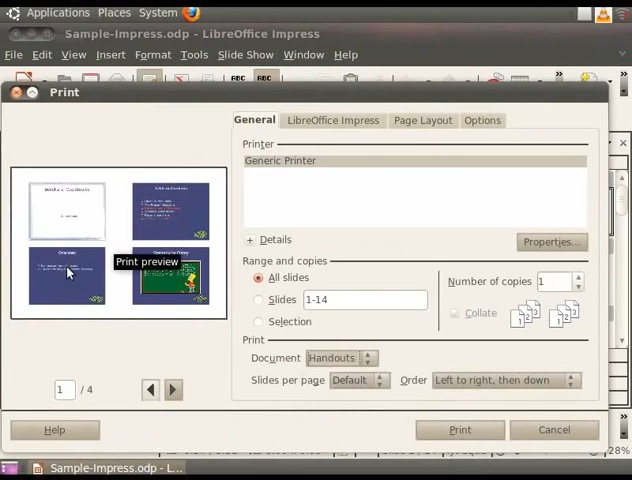 Applications Places System
Sample-Impress.odp - LibreOffice Impress
File Edit View Insert Format Tools Slide Show Window Help
ABC ABC
Print
General LibreOffice Impress Page Layout Options
Printer
Generic Printer
Details
Properties...
Range and copies
All slides
Slides 1-14
Selection
Number of copies 1
Collate
Print
Document Handouts
Slides per page Default Order Left to right, then down
Print preview
Overview
1 / 4
Help Print Cancel
28%
Sample-Impress.odp - L...